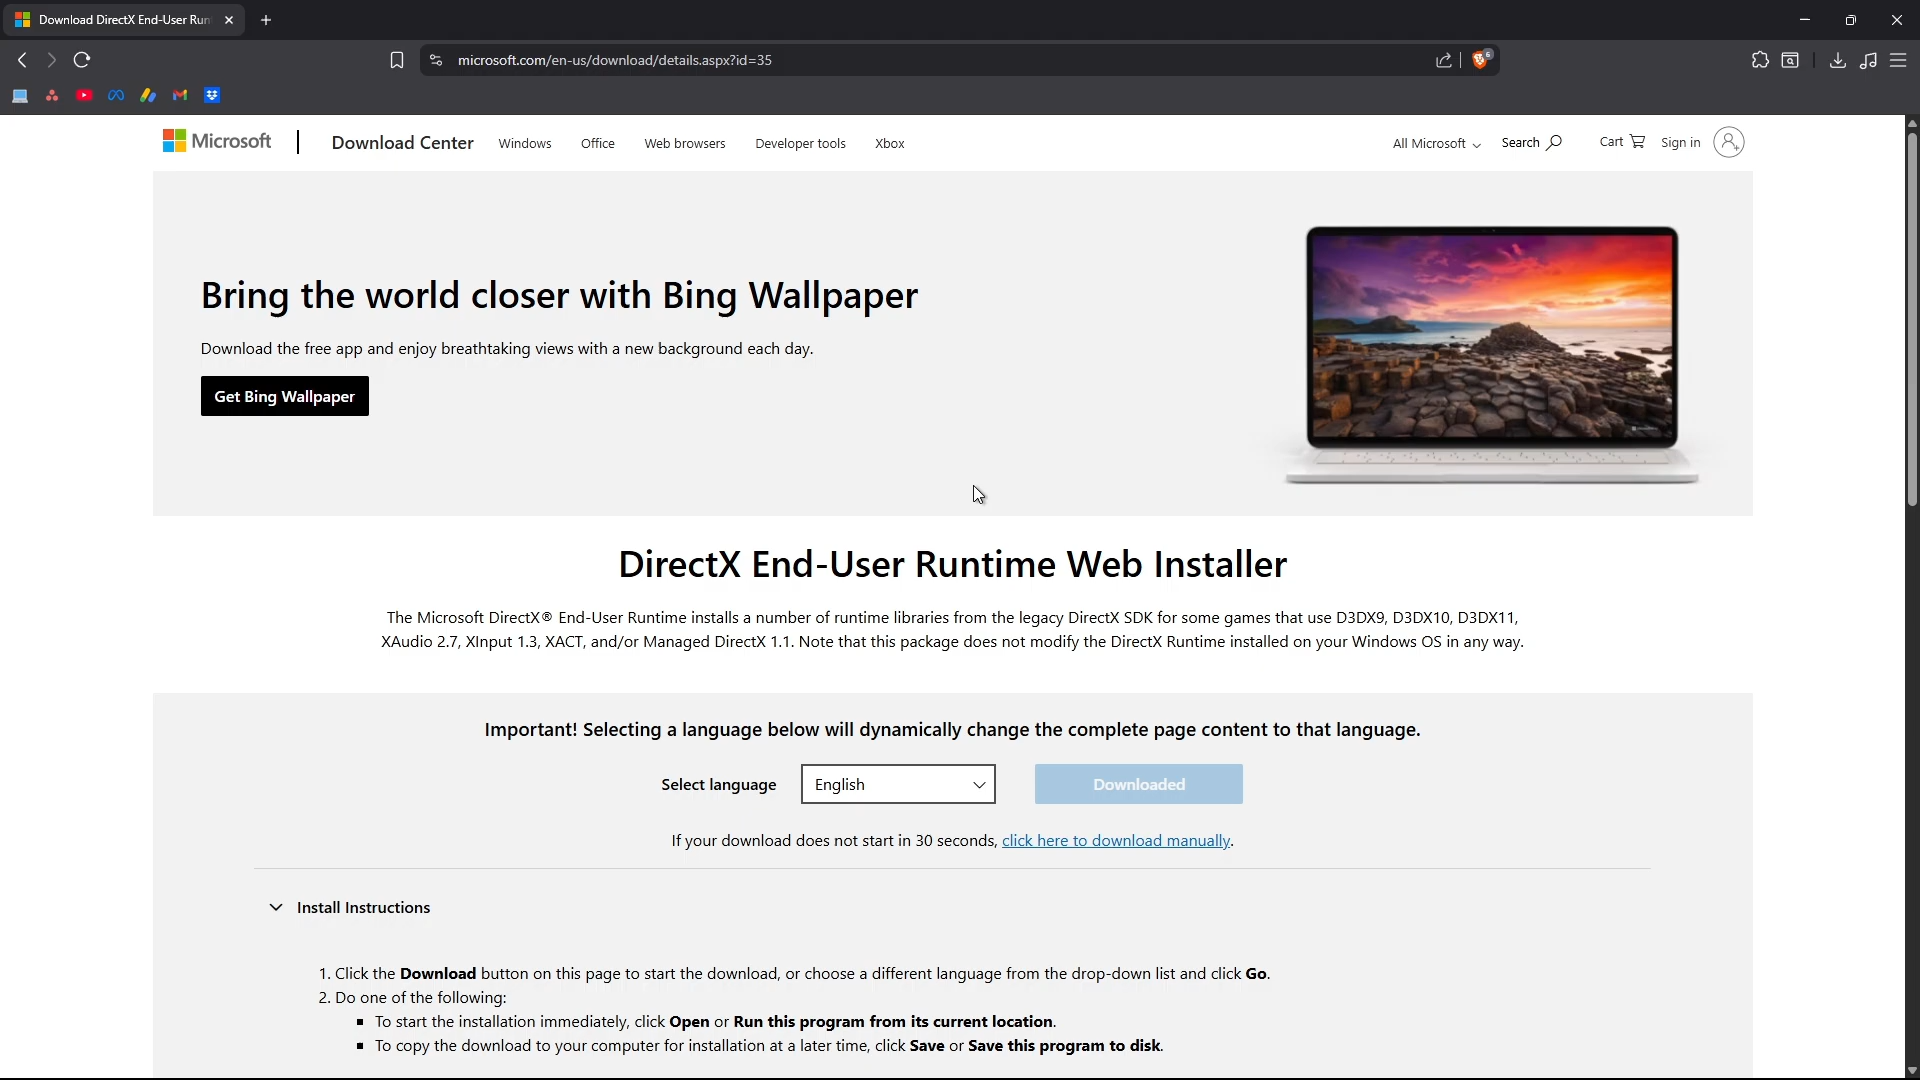 Download DirectX End-User Run
microsoft.com/en-us/download/details.aspx?id=35
6
Microsoft
Download Center
Windows
Office
Web browsers
Developer tools
Xbox
All Microsoft
Search
Cart
Sign in
Bring the world closer with Bing Wallpaper
Download the free app and enjoy breathtaking views with a new background each day.
Get Bing Wallpaper
DirectX End-User Runtime Web Installer
The Microsoft DirectX® End-User Runtime installs a number of runtime libraries from the legacy DirectX SDK for some games that use D3DX9, D3DX10, D3DX11,
XAudio 2.7, XInput 1.3, XACT, and/or Managed DirectX 1.1. Note that this package does not modify the DirectX Runtime installed on your Windows OS in any way.
Important! Selecting a language below will dynamically change the complete page content to that language.
Select language
English
Downloaded
If your download does not start in 30 seconds, click here to download manually.
Install Instructions
1. Click the Download button on this page to start the download, or choose a different language from the drop-down list and click Go.
2. Do one of the following:
▪ To start the installation immediately, click Open or Run this program from its current location.
▪ To copy the download to your computer for installation at a later time, click Save or Save this program to disk.